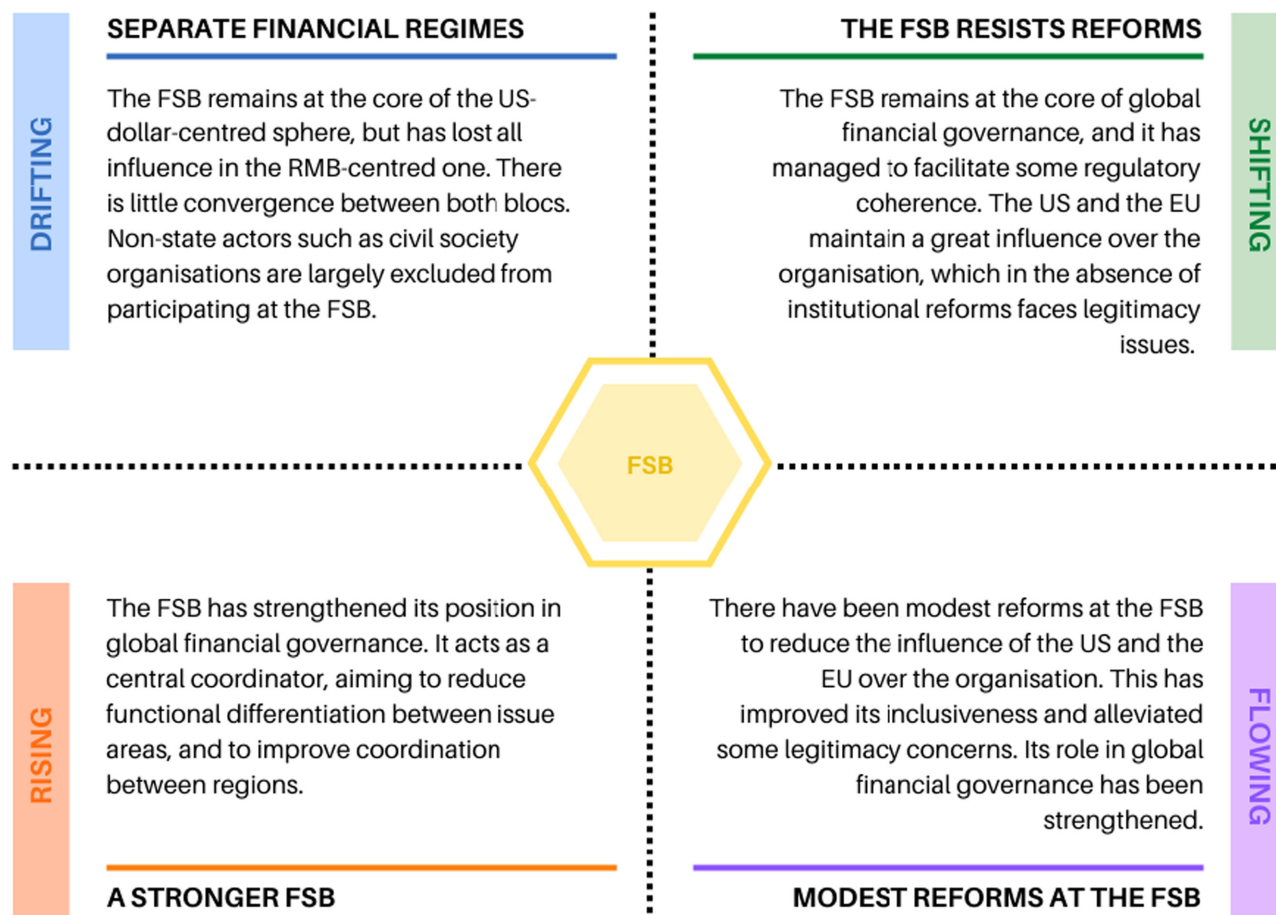 SEPARATE FINANCIAL REGIMES
DRIFTING
The FSB remains at the core of the US-
dollar-centred sphere, but has lost all
influence in the RMB-centred one. There
is little convergence between both blocs.
Non-state actors such as civil society
organisations are largely excluded from
participating at the FSB.
THE FSB RESISTS REFORMS
SHIFTING
The FSB remains at the core of global
financial governance, and it has
managed to facilitate some regulatory
coherence. The US and the EU
maintain a great influence over the
organisation, which in the absence of
institutional reforms faces legitimacy
issues.
FSB
RISING
The FSB has strengthened its position in
global financial governance. It acts as a
central coordinator, aiming to reduce
functional differentiation between issue
areas, and to improve coordination
between regions.
A STRONGER FSB
There have been modest reforms at the FSB
to reduce the influence of the US and the
EU over the organisation. This has
improved its inclusiveness and alleviated
some legitimacy concerns. Its role in global
financial governance has been
strengthened.
FLOWING
MODEST REFORMS AT THE FSB